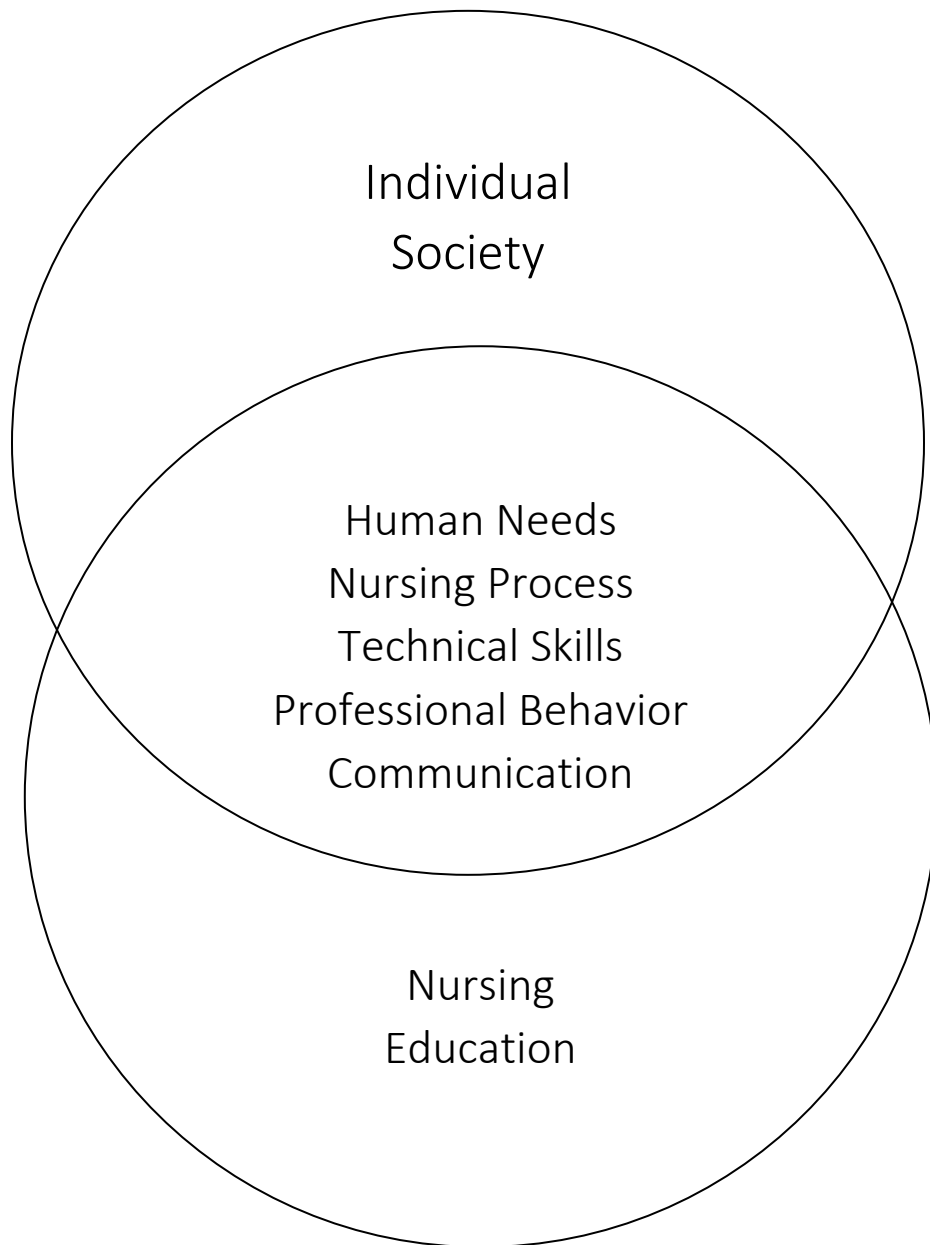 Individual
Society
Human Needs
Nursing Process
Technical Skills
Professional Behavior
Communication
Nursing
Education